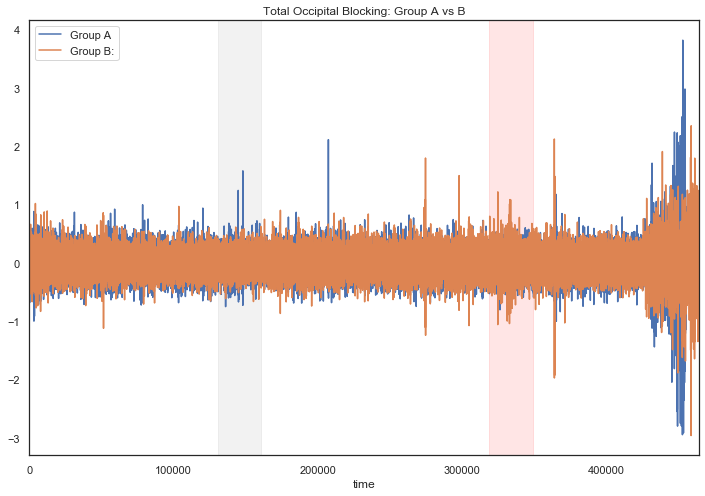 Total Occipital Blocking: Group A vs B
Group A
Group B:
4
3
2
1
0
−1
−2
−3
0 100000 200000 300000 400000
time